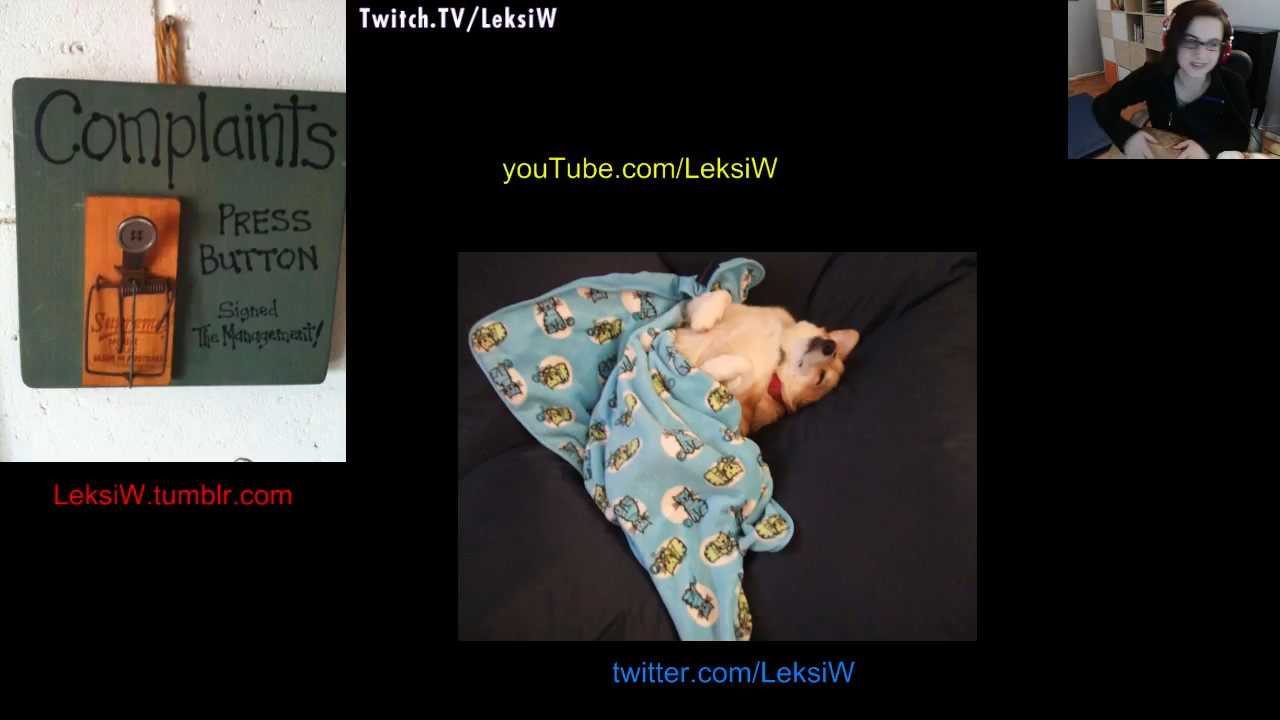 Twitch.TV/LeksiW
Complaints
PRESS
BUTTON
Signed
The Management!
youTube.com/LeksiW
LeksiW.tumblr.com
twitter.com/LeksiW